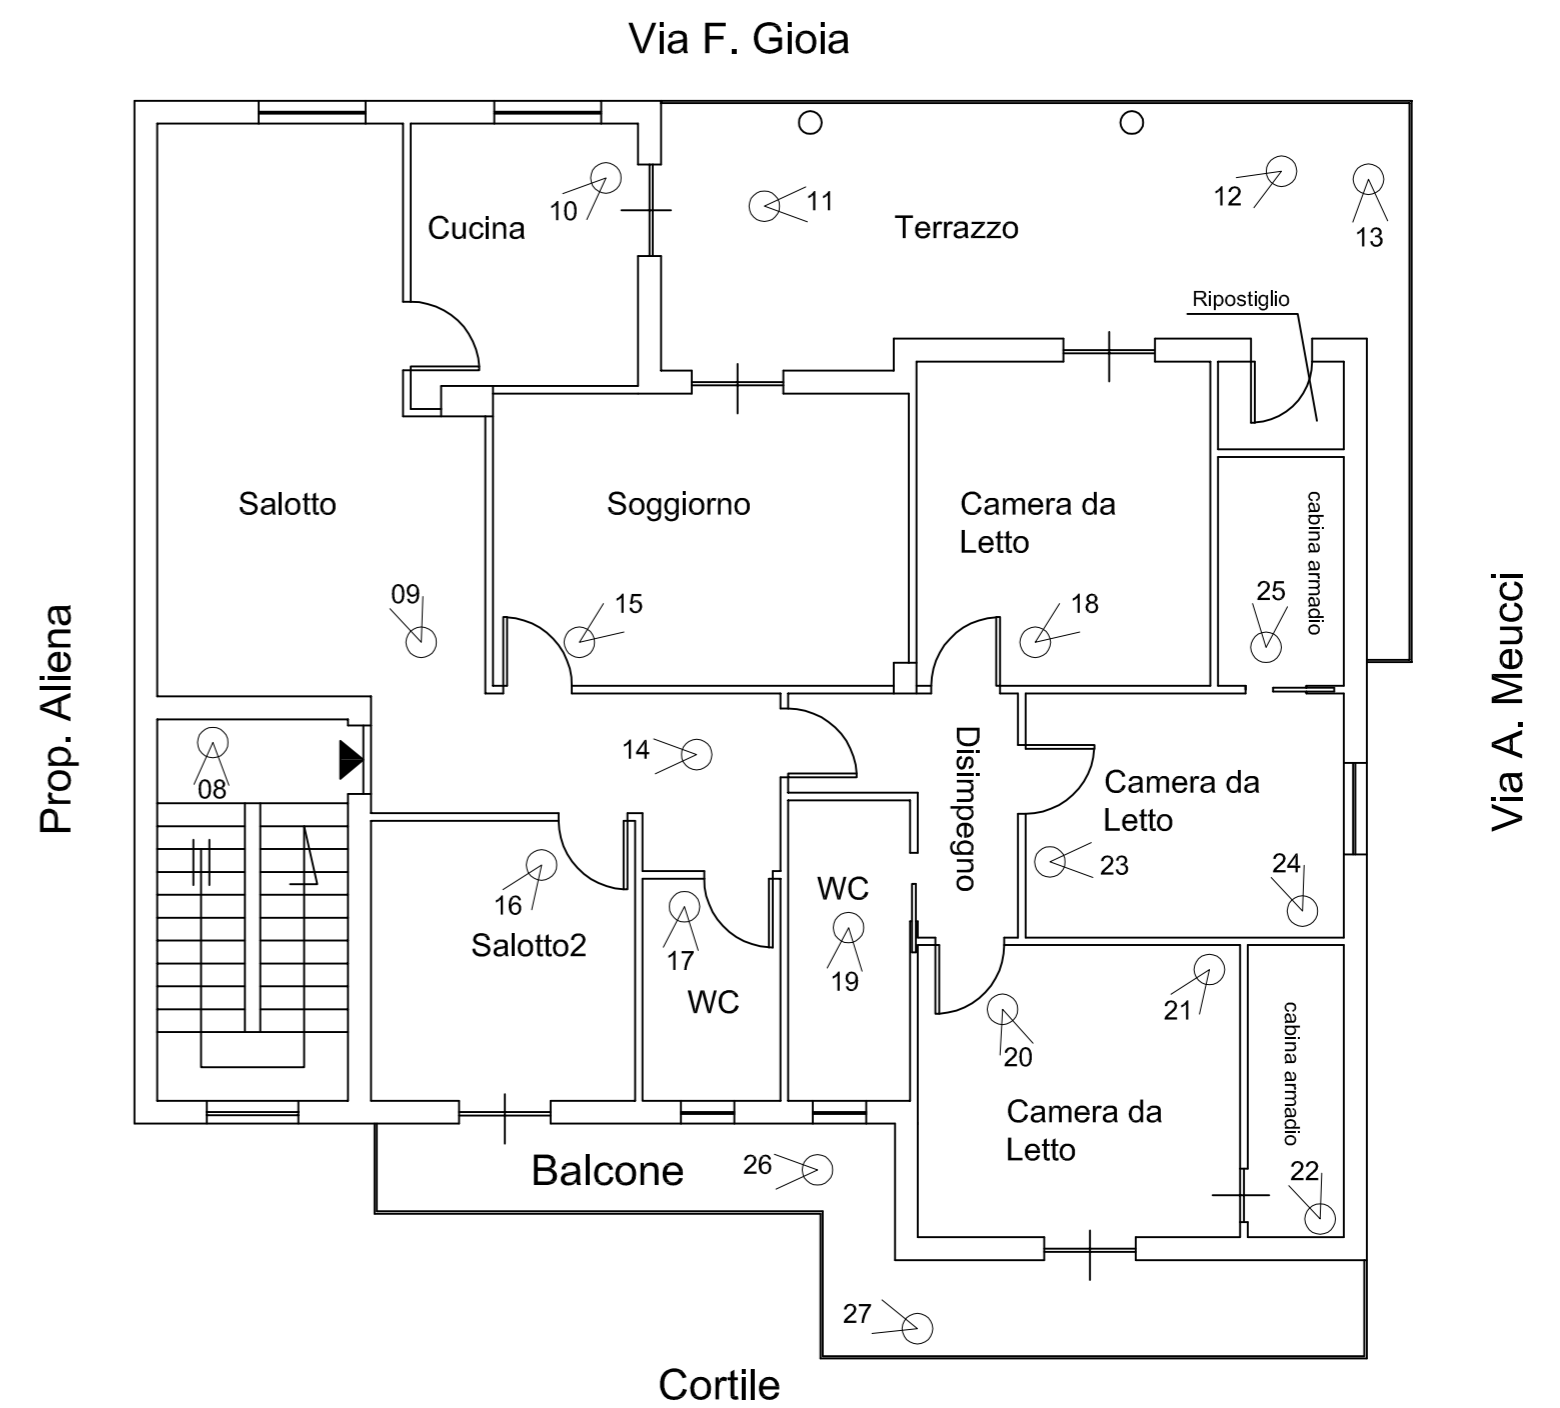 Via F. Gioia
10
11
12
13
Cucina
Terrazzo
Ripostiglio
Salotto
Soggiorno
Camera da
Letto
cabina armadio
09
15
18
25
Prop. Aliena
Via A. Meucci
08
14
Disimpegno
Camera da
Letto
23
24
16
Salotto2
17
WC
WC
19
20
21
Camera da
Letto
cabina armadio
22
Balcone
26
27
Cortile